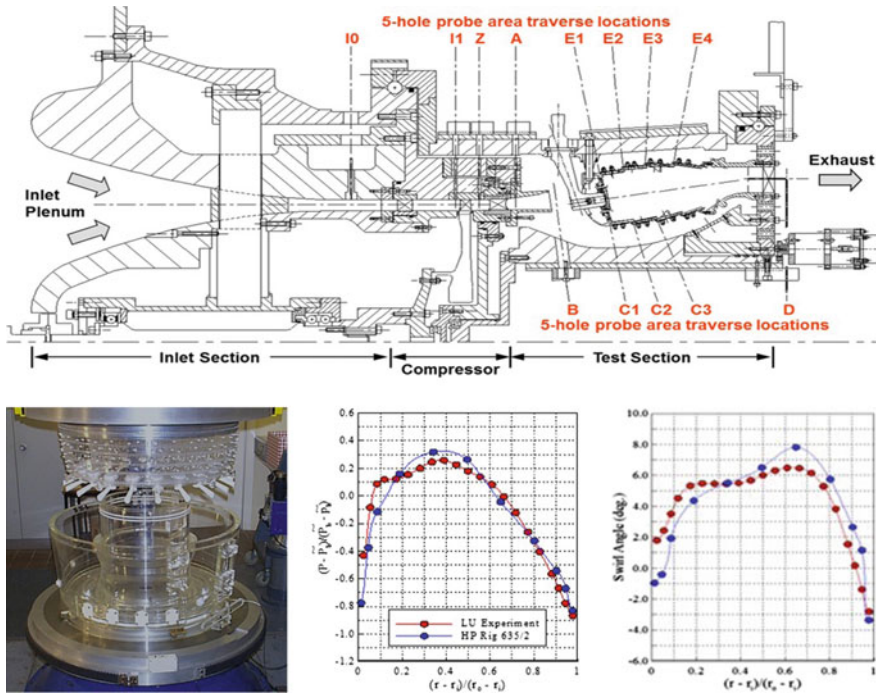 5-hole probe area traverse locations
I0 I1 Z A E1 E2 E3 E4
Inlet
Plenum
Exhaust
B C1 C2 C3 D
5-hole probe area traverse locations
Inlet Section
Compressor
Test Section
0.6
0.4
0.2
0.0
-0.2
-0.4
-0.6
-0.8
-1.0
-1.2
LU Experiment
HP Rig 635/2
0 0.2 0.4 0.6 0.8 1
(r - rᵢ)/(rₒ - rᵢ)
Swirl Angle (deg.)
10.0
8.0
6.0
4.0
2.0
0.0
-2.0
-4.0
-6.0
0 0.2 0.4 0.6 0.8 1